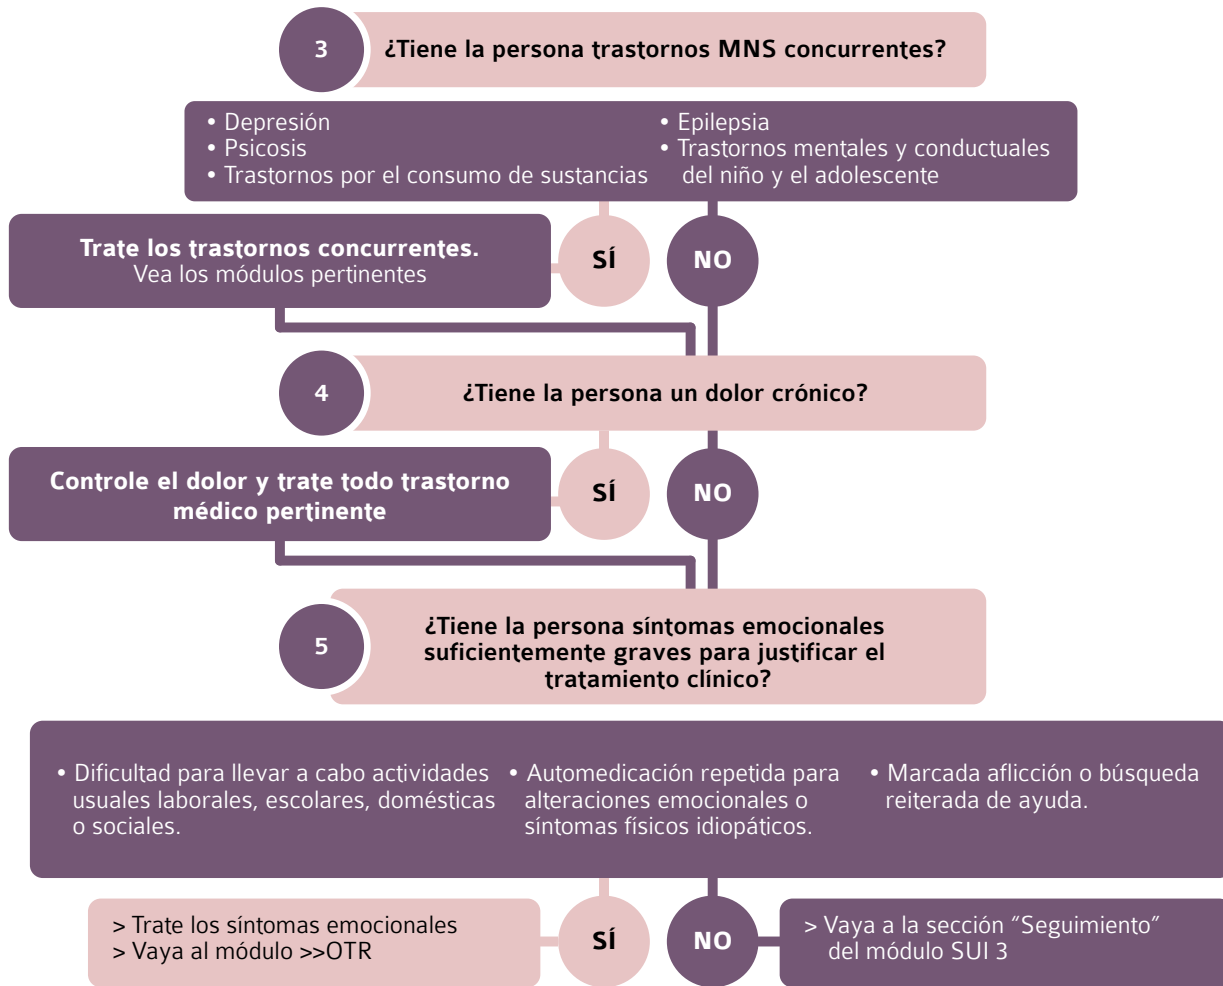 3
¿Tiene la persona trastornos MNS concurrentes?
• Depresión
• Psicosis
• Trastornos por el consumo de sustancias
• Epilepsia
• Trastornos mentales y conductuales
del niño y el adolescente
Trate los trastornos concurrentes.
Vea los módulos pertinentes
SÍ
NO
4
¿Tiene la persona un dolor crónico?
Controle el dolor y trate todo trastorno
médico pertinente
SÍ
NO
5
¿Tiene la persona síntomas emocionales
suficientemente graves para justificar el
tratamiento clínico?
• Dificultad para llevar a cabo actividades
usuales laborales, escolares, domésticas
o sociales.
• Automedicación repetida para
alteraciones emocionales o
síntomas físicos idiopáticos.
• Marcada aflicción o búsqueda
reiterada de ayuda.
> Trate los síntomas emocionales
> Vaya al módulo >>OTR
SÍ
NO
> Vaya a la sección "Seguimiento"
del módulo SUI 3